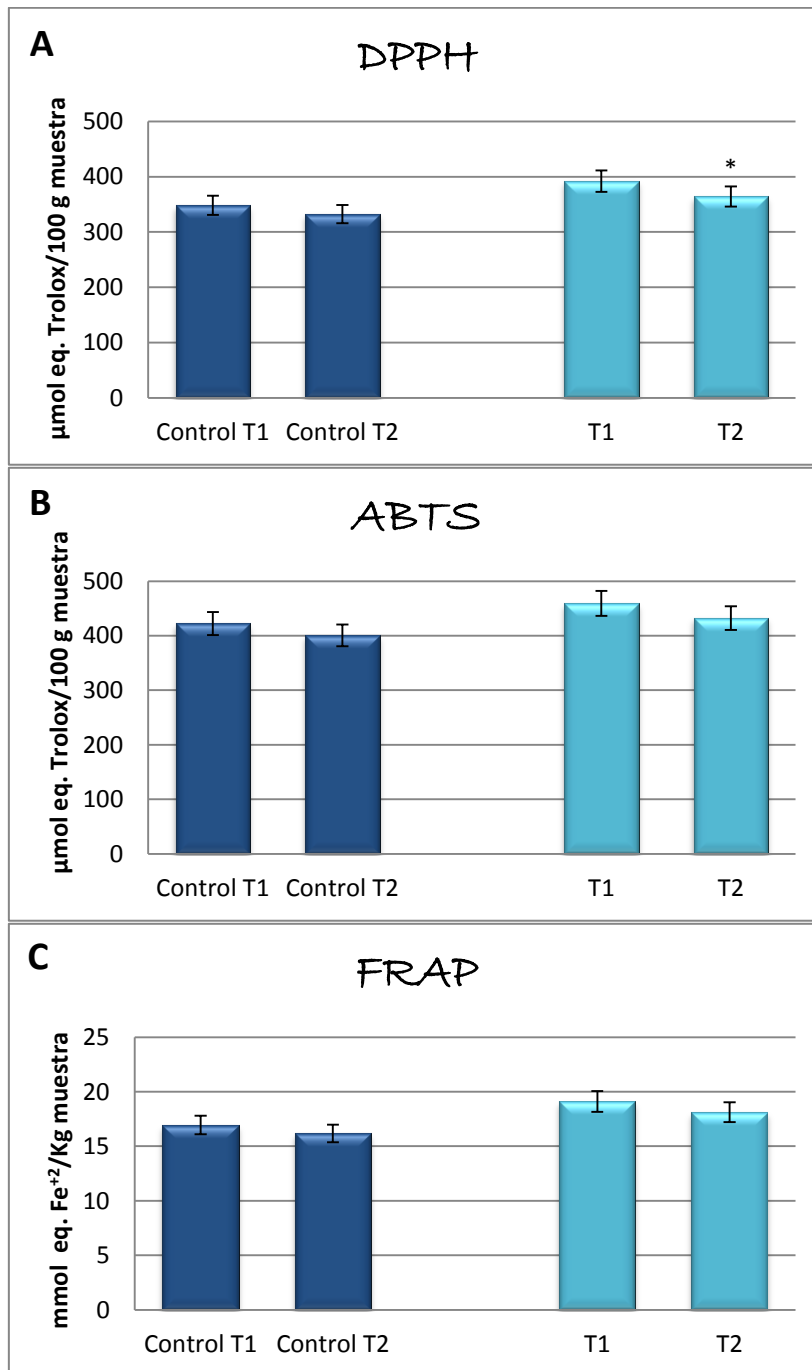 A
DPPH
µmol eq. Trolox/100 g muestra
500
400
300
200
100
0
*
Control T1 Control T2 T1 T2
B
ABTS
µmol eq. Trolox/100 g muestra
500
400
300
200
100
0
Control T1 Control T2 T1 T2
C
FRAP
mmol eq. Fe⁺²/Kg muestra
25
20
15
10
5
0
Control T1 Control T2 T1 T2